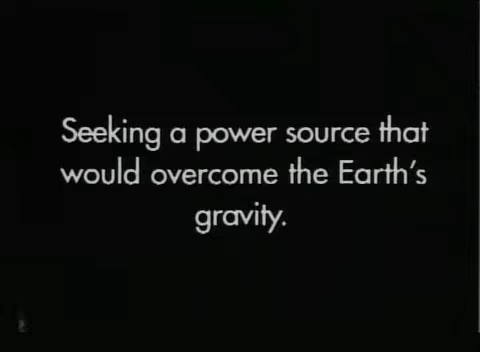 Seeking a power source that
would overcome the Earth's
gravity.